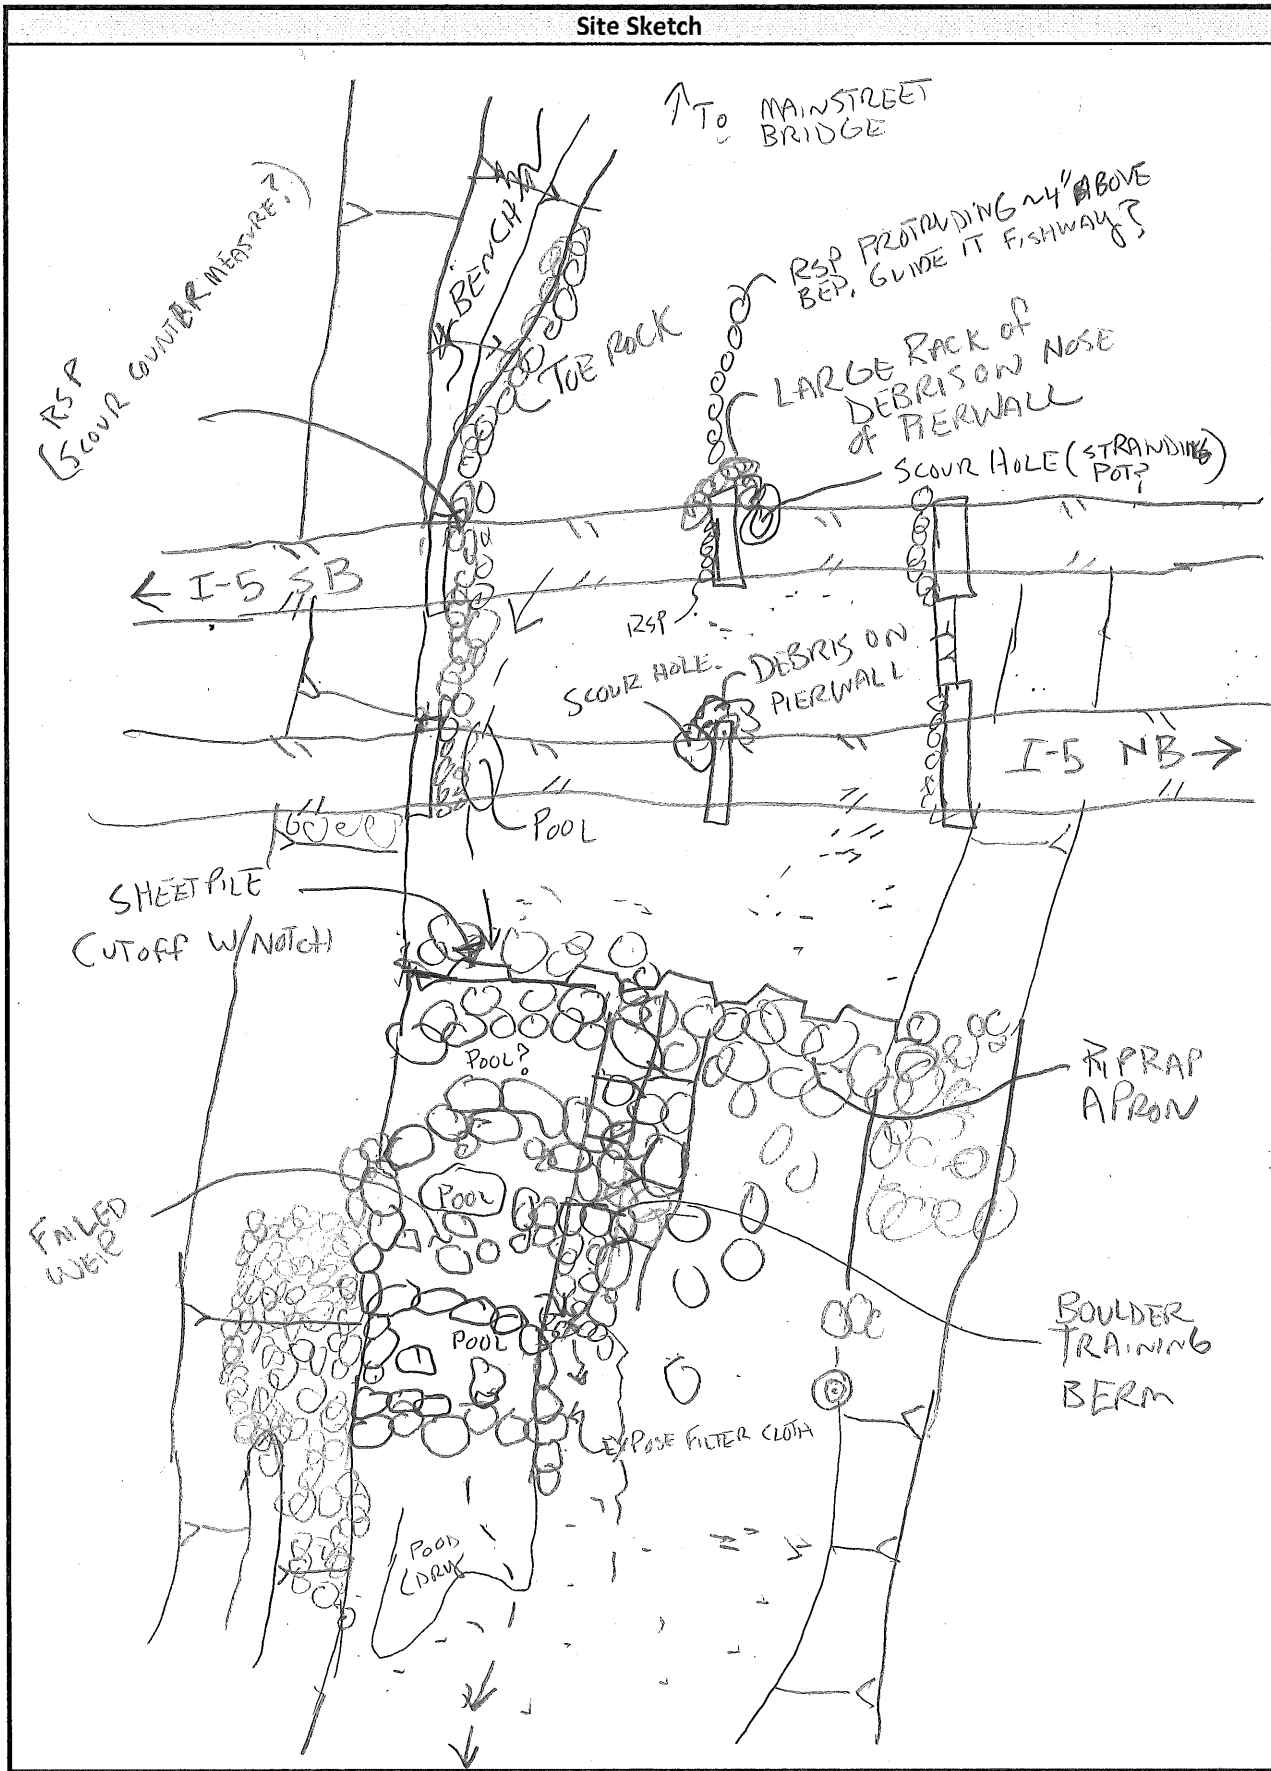 Site Sketch
↑ To MAINSTREET
BRIDGE
RSP
(SCOUR COUNTERMEASURE?)
BENCH
TOE ROCK
RSP PROTRUDING ~4" ABOVE
BED. GUIDE IT FISHWAY?
LARGE RACK of
DEBRIS ON NOSE
of PIERWALL
SCOUR HOLE (STRANDING
POT?)
← I-5 SB
RSP
SCOUR HOLE
DEBRIS ON
PIERWALL
I-5 NB →
POOL
SHEETPILE
CUTOFF W/NOTCH
POOL?
RIPRAP
APRON
POOL
FAILED
WEIR
POOL
BOULDER
TRAINING
BERM
EXPOSE FILTER CLOTH
(DRY